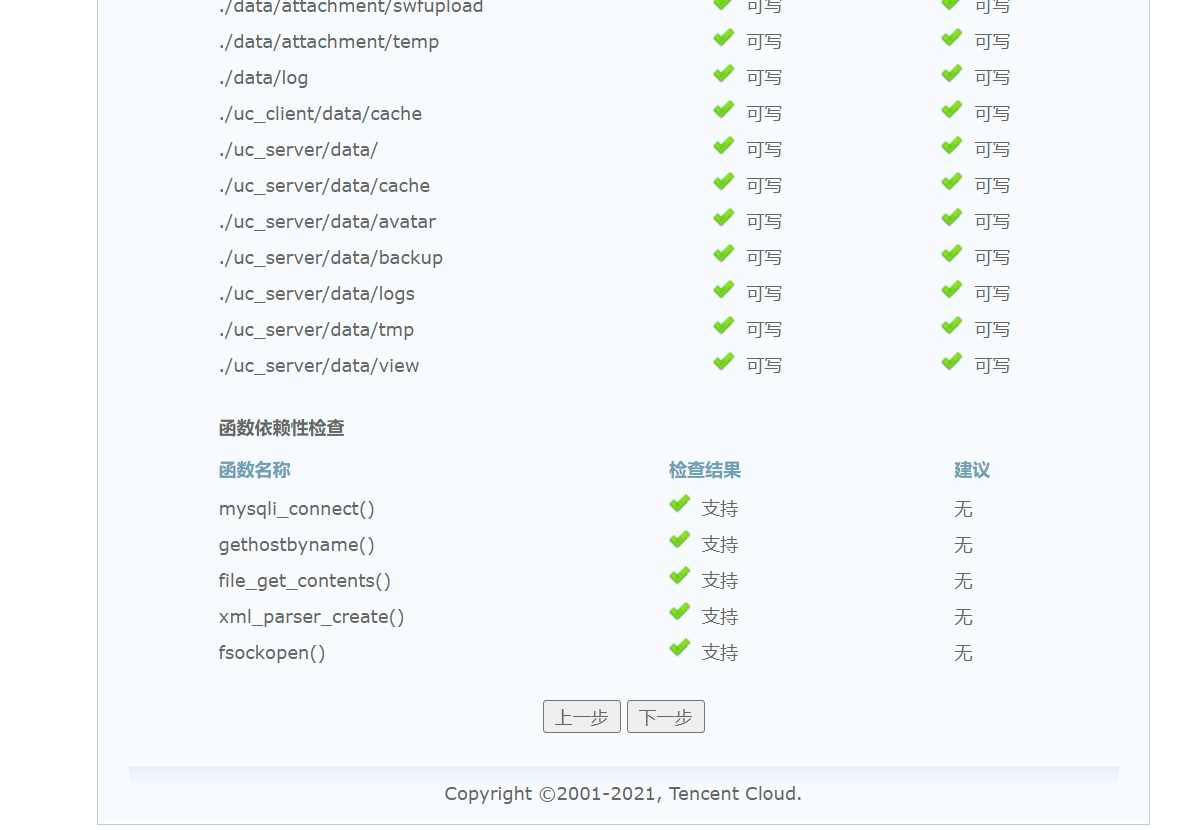 ./data/attachment/swfupload 可写 可写
./data/attachment/temp 可写 可写
./data/log 可写 可写
./uc_client/data/cache 可写 可写
./uc_server/data/ 可写 可写
./uc_server/data/cache 可写 可写
./uc_server/data/avatar 可写 可写
./uc_server/data/backup 可写 可写
./uc_server/data/logs 可写 可写
./uc_server/data/tmp 可写 可写
./uc_server/data/view 可写 可写
函数依赖性检查
函数名称 检查结果 建议
mysqli_connect() 支持 无
gethostbyname() 支持 无
file_get_contents() 支持 无
xml_parser_create() 支持 无
fsockopen() 支持 无
上一步 下一步
Copyright ©2001-2021, Tencent Cloud.